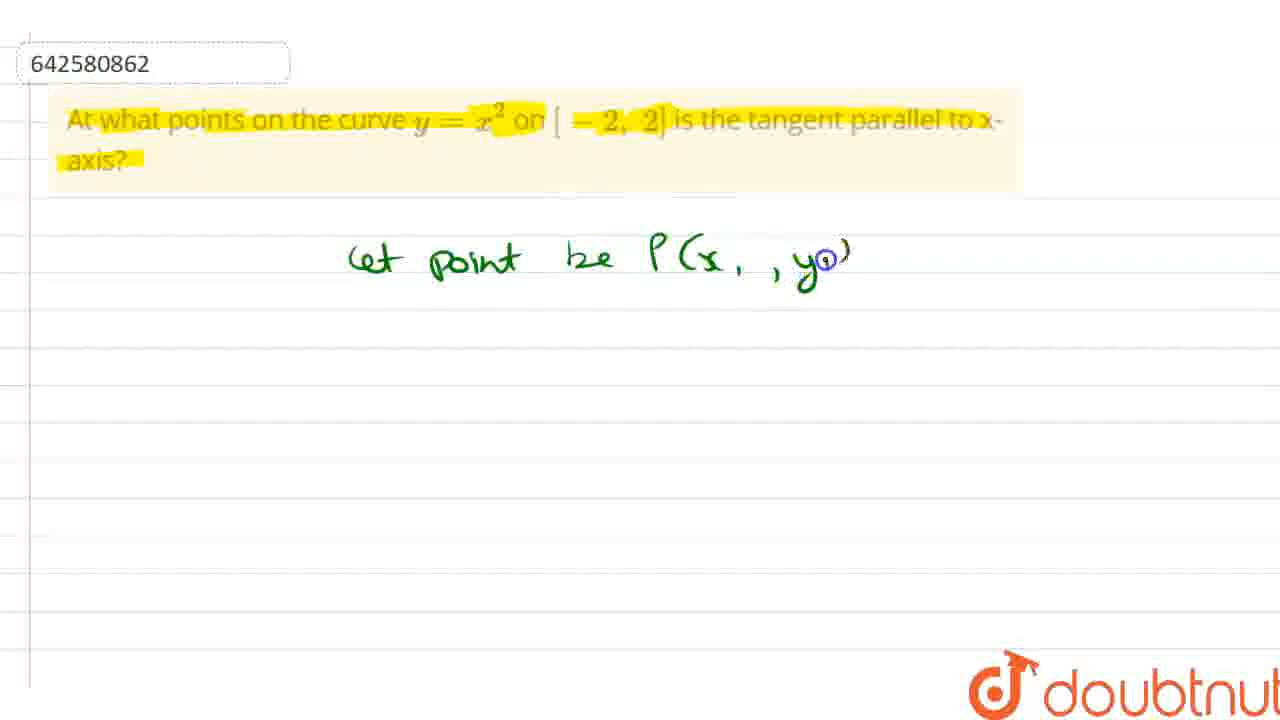 642580862
At what points on the curve y = x² on [ − 2, 2] is the tangent parallel to x-
axis?
Let point be P(x₁ , y₁)
doubtnut